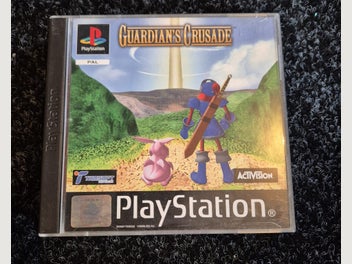 PlayStation
PAL
GUARDIAN'S CRUSADE
PlayStation
ACTIVISION
PlayStation®